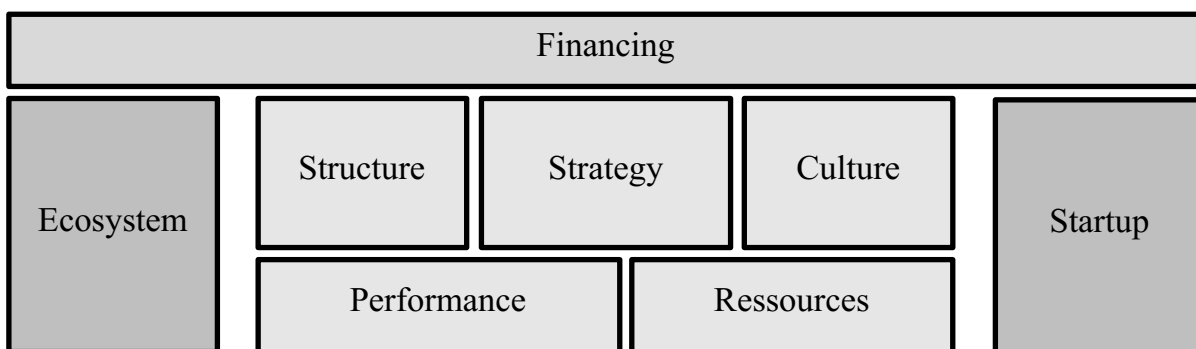 Financing
Structure
Strategy
Culture
Ecosystem
Startup
Performance
Ressources